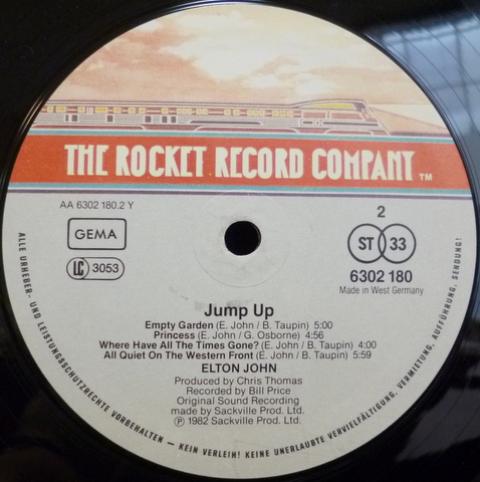 THE ROCKET RECORD COMPANY ™
AA 6302 180.2 Y
GEMA
LC 3053
2
ST 33
6302 180
Made in West Germany
Jump Up
Empty Garden (E. John / B. Taupin) 5:00
Princess (E. John / G. Osborne) 4:56
Where Have All The Times Gone? (E. John / B. Taupin) 4:00
All Quiet On The Western Front (E. John / B. Taupin) 5:59
ELTON JOHN
Produced by Chris Thomas
Recorded by Bill Price
Original Sound Recording
made by Sackville Prod. Ltd.
℗ 1982 Sackville Prod. Ltd.
ALLE URHEBER- UND LEISTUNGSSCHUTZRECHTE VORBEHALTEN – KEIN VERLEIH! KEINE UNERLAUBTE VERVIELFÄLTIGUNG, VERMIETUNG, AUFFÜHRUNG, SENDUNG!